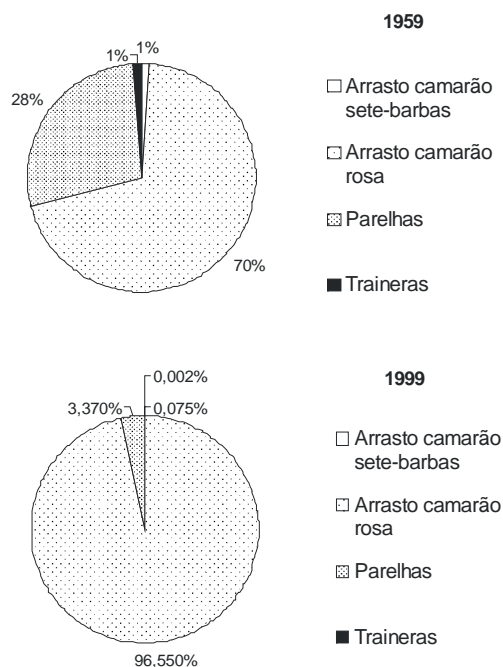 1959
1%
1%
28%
70%
Arrasto camarão
sete-barbas
Arrasto camarão
rosa
Parelhas
Traineras
1999
0,002%
3,370%
0,075%
96,550%
Arrasto camarão
sete-barbas
Arrasto camarão
rosa
Parelhas
Traineras